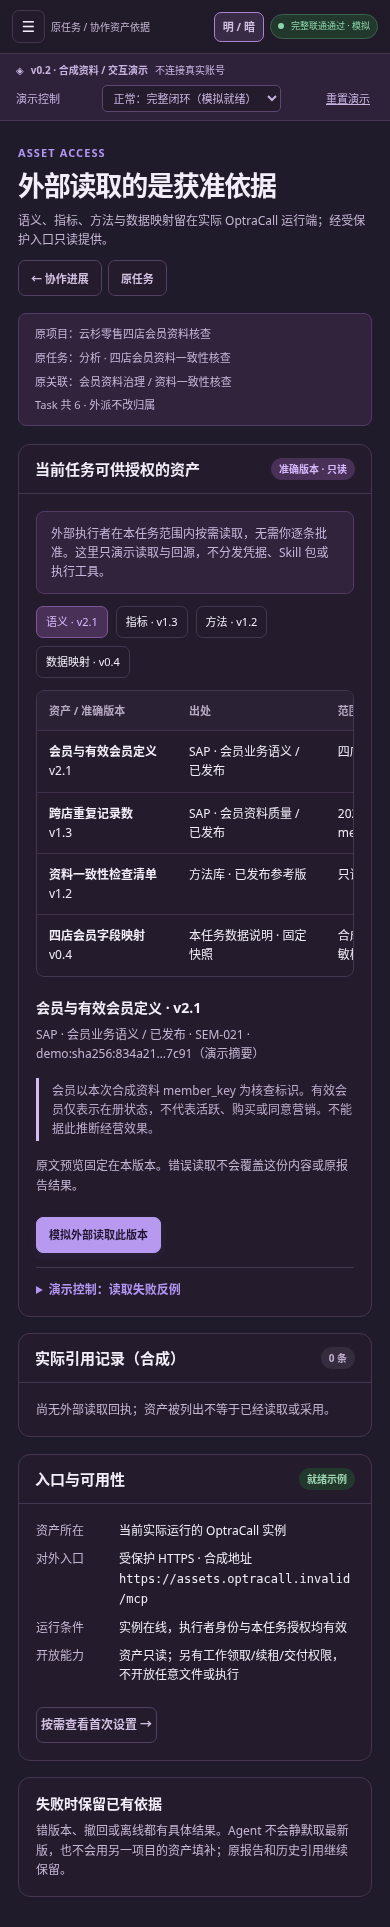 ☰ 原任务 / 协作资产依据 明 / 暗 完整联通通过 · 模拟
◈ v0.2 · 合成资料 / 交互演示 不连接真实账号
演示控制 正常：完整闭环（模拟就绪） 重置演示
ASSET ACCESS
外部读取的是获准依据
语义、指标、方法与数据映射留在实际 OptraCall 运行端；经受保
护入口只读提供。
← 协作进展 原任务
原项目：云杉零售四店会员资料核查
原任务：分析 · 四店会员资料一致性核查
原关联：会员资料治理 / 资料一致性核查
Task 共 6 · 外派不改归属
当前任务可供授权的资产 准确版本 · 只读
外部执行者在本任务范围内按需读取，无需你逐条批
准。这里只演示读取与回源，不分发凭据、Skill 包或
执行工具。
语义 · v2.1 指标 · v1.3 方法 · v1.2
数据映射 · v0.4
资产 / 准确版本 出处
会员与有效会员定义 SAP · 会员业务语义 /
v2.1 已发布
跨店重复记录数 SAP · 会员资料质量 /
v1.3 已发布
资料一致性检查清单 方法库 · 已发布参考版
v1.2
四店会员字段映射 本任务数据说明 · 固定
v0.4 快照
会员与有效会员定义 · v2.1
SAP · 会员业务语义 / 已发布 · SEM-021 ·
demo:sha256:834a21…7c91（演示摘要）
会员以本次合成资料 member_key 为核查标识。有效会
员仅表示在册状态，不代表活跃、购买或同意营销。不能
据此推断经营效果。
原文预览固定在本版本。错误读取不会覆盖这份内容或原报
告结果。
模拟外部读取此版本
▶ 演示控制：读取失败反例
实际引用记录（合成） 0 条
尚无外部读取回执；资产被列出不等于已经读取或采用。
入口与可用性 就绪示例
资产所在 当前实际运行的 OptraCall 实例
对外入口 受保护 HTTPS · 合成地址
https://assets.optracall.invalid
/mcp
运行条件 实例在线，执行者身份与本任务授权均有效
开放能力 资产只读；另有工作领取/续租/交付权限，
不开放任意文件或执行
按需查看首次设置 →
失败时保留已有依据
错版本、撤回或离线都有具体结果。Agent 不会静默取最新
版，也不会用另一项目的资产填补；原报告和历史引用继续
保留。